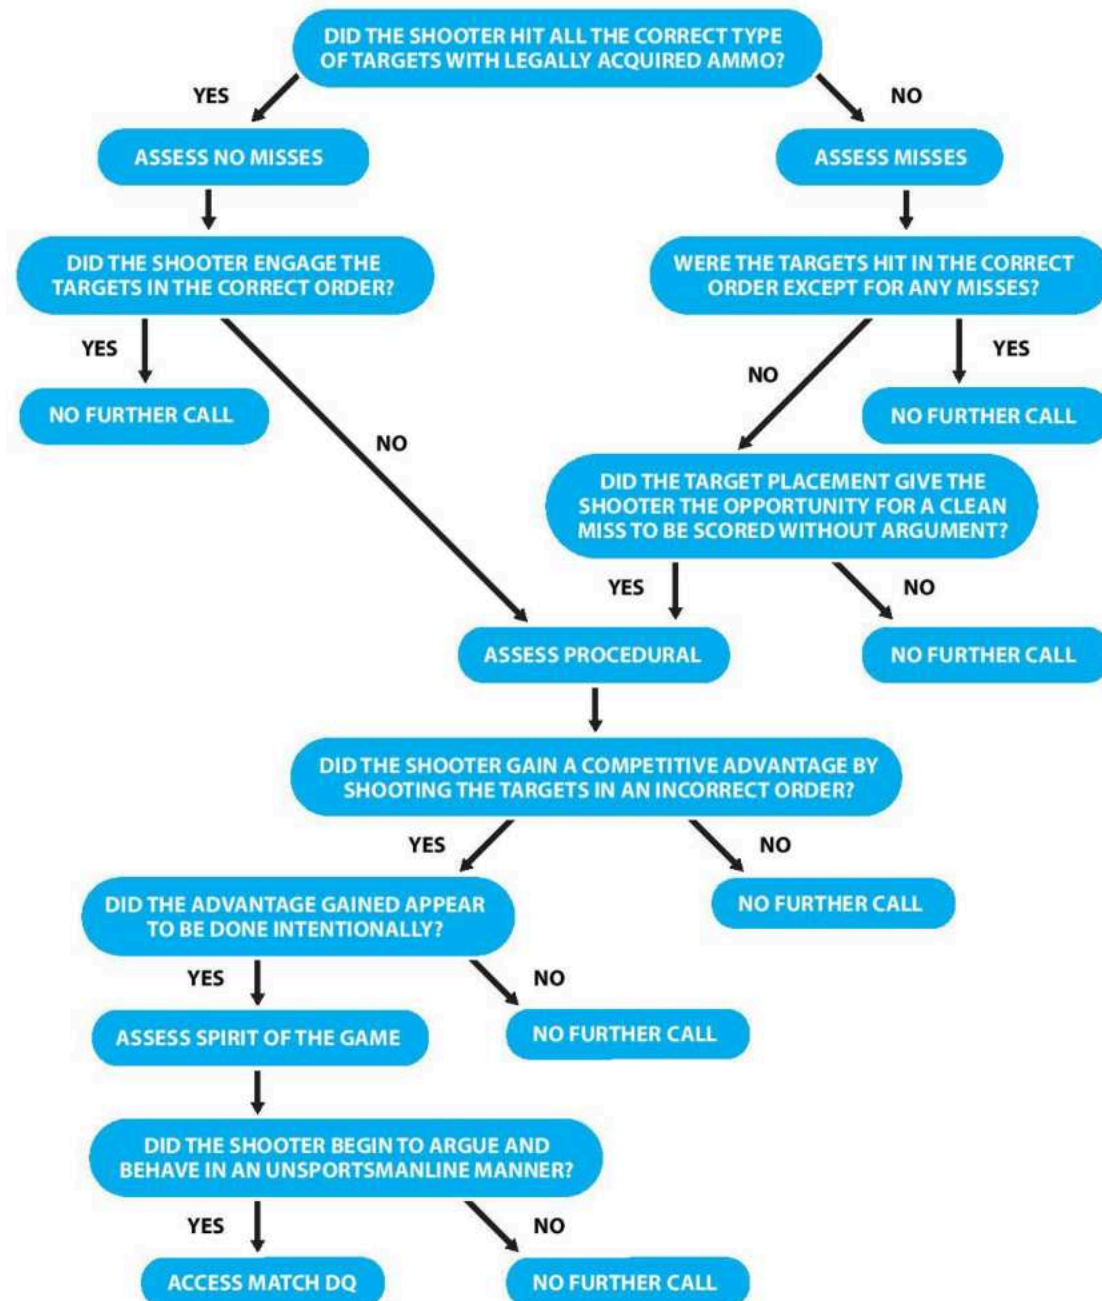 DID THE SHOOTER HIT ALL THE CORRECT TYPE
OF TARGETS WITH LEGALLY ACQUIRED AMMO?
YES
NO
ASSESS NO MISSES
ASSESS MISSES
DID THE SHOOTER ENGAGE THE
TARGETS IN THE CORRECT ORDER?
WERE THE TARGETS HIT IN THE CORRECT
ORDER EXCEPT FOR ANY MISSES?
YES
NO
NO
YES
NO FURTHER CALL
NO FURTHER CALL
DID THE TARGET PLACEMENT GIVE THE
SHOOTER THE OPPORTUNITY FOR A CLEAN
MISS TO BE SCORED WITHOUT ARGUMENT?
YES
NO
ASSESS PROCEDURAL
NO FURTHER CALL
DID THE SHOOTER GAIN A COMPETITIVE ADVANTAGE BY
SHOOTING THE TARGETS IN AN INCORRECT ORDER?
YES
NO
DID THE ADVANTAGE GAINED APPEAR
TO BE DONE INTENTIONALLY?
NO FURTHER CALL
YES
NO
ASSESS SPIRIT OF THE GAME
NO FURTHER CALL
DID THE SHOOTER BEGIN TO ARGUE AND
BEHAVE IN AN UNSPORTSMANLINE MANNER?
YES
NO
ACCESS MATCH DQ
NO FURTHER CALL